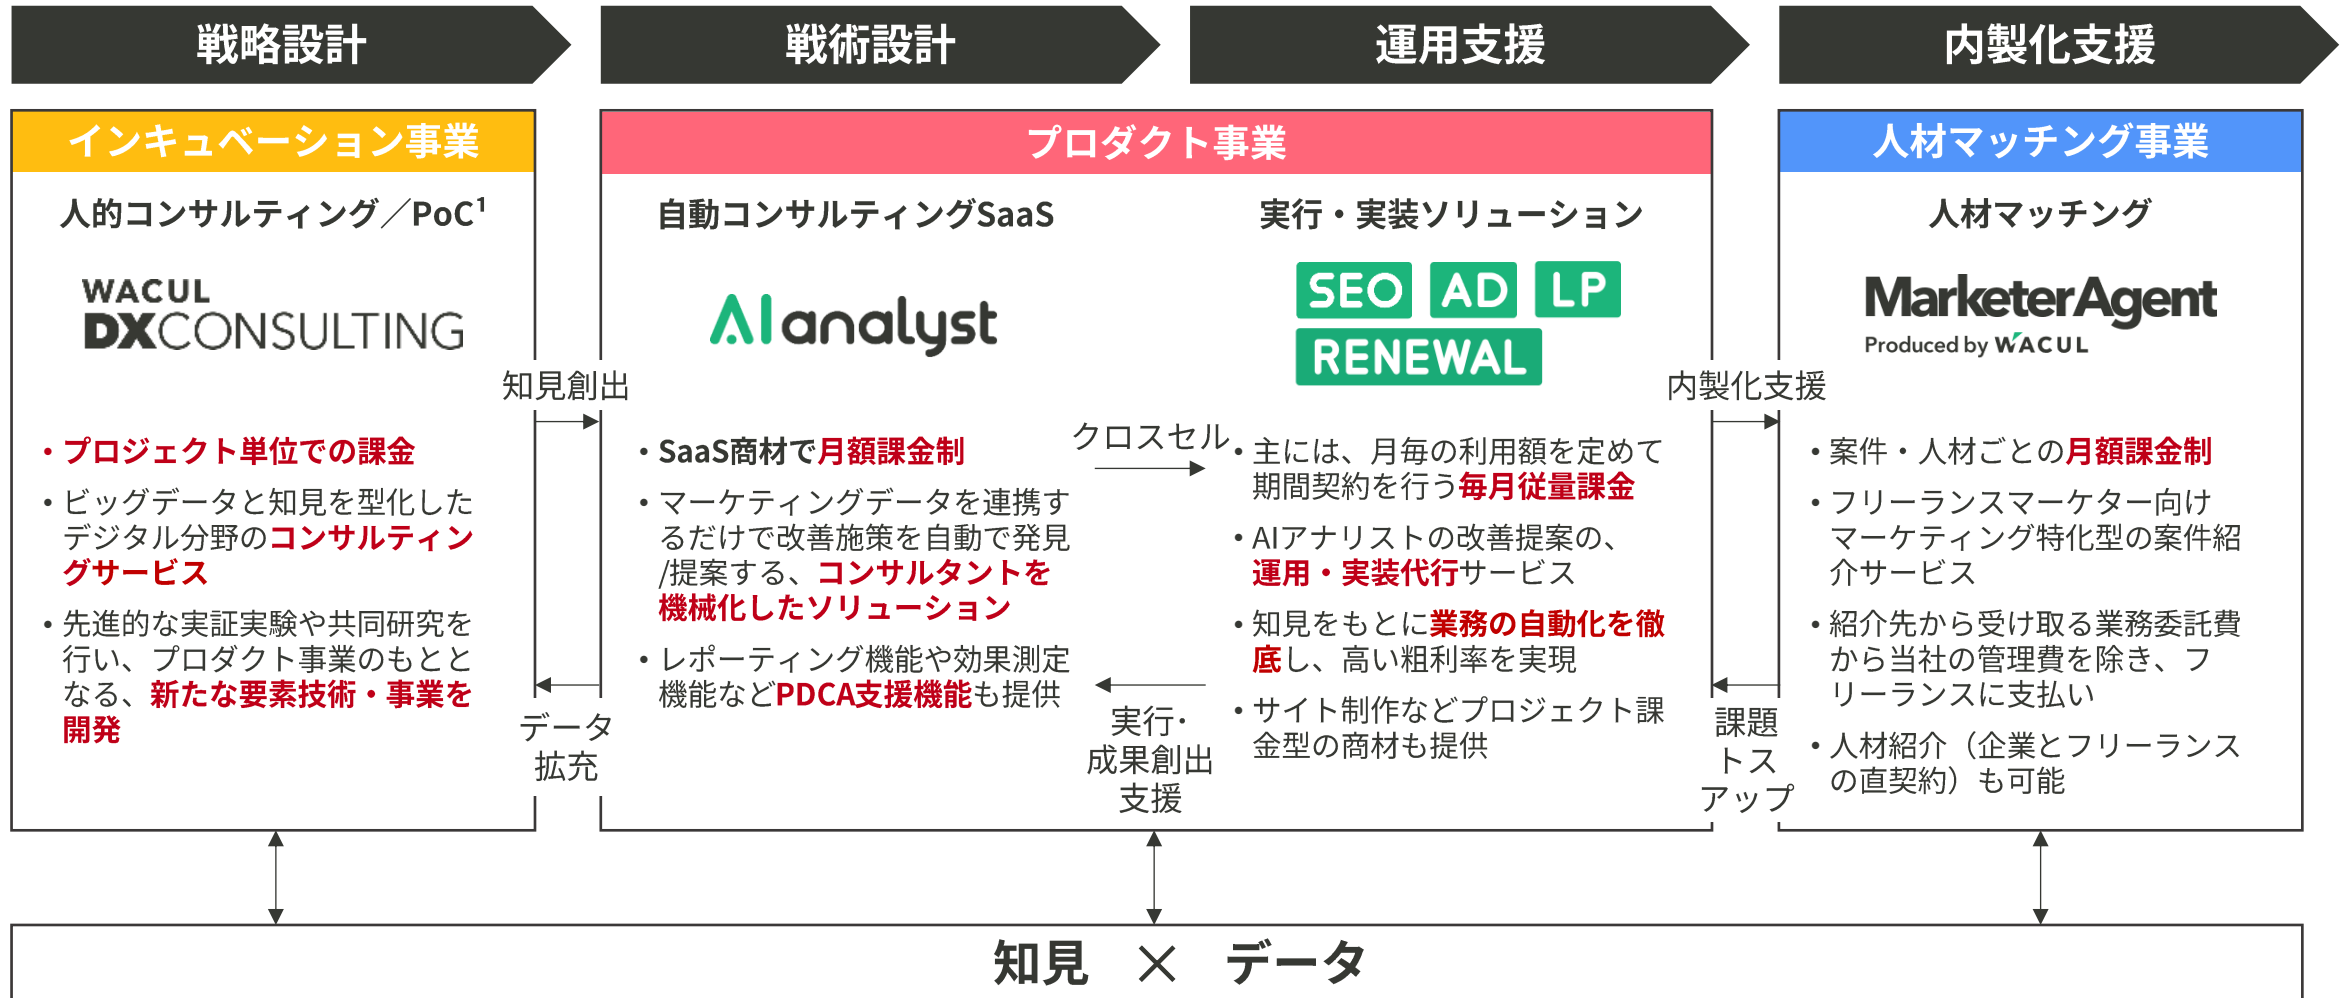 戦略設計
戦術設計
運用支援
内製化支援
インキュベーション事業
人的コンサルティング／PoC¹
WACUL
DXCONSULTING
・プロジェクト単位での課金
・ビッグデータと知見を型化した
デジタル分野のコンサルティン
グサービス
・先進的な実証実験や共同研究を
行い、プロダクト事業のもとと
なる、新たな要素技術・事業を
開発
知見創出
データ
拡充
プロダクト事業
自動コンサルティングSaaS
AI analyst
・SaaS商材で月額課金制
・マーケティングデータを連携す
るだけで改善施策を自動で発見
/提案する、コンサルタントを
機械化したソリューション
・レポーティング機能や効果測定
機能などPDCA支援機能も提供
クロスセル
実行・
成果創出
支援
実行・実装ソリューション
SEO AD LP
RENEWAL
・主には、月毎の利用額を定めて
期間契約を行う毎月従量課金
・AIアナリストの改善提案の、
運用・実装代行サービス
・知見をもとに業務の自動化を徹
底し、高い粗利率を実現
・サイト制作などプロジェクト課
金型の商材も提供
内製化支援
課題
トス
アップ
人材マッチング事業
人材マッチング
MarketerAgent
Produced by WACUL
・案件・人材ごとの月額課金制
・フリーランスマーケター向け
マーケティング特化型の案件紹
介サービス
・紹介先から受け取る業務委託費
から当社の管理費を除き、フ
リーランスに支払い
・人材紹介（企業とフリーランス
の直契約）も可能
知見 × データ